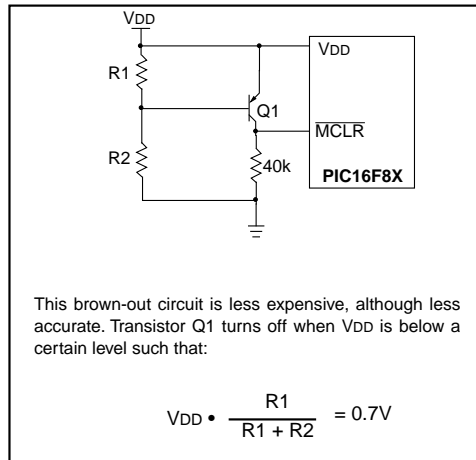 VDD
VDD
R1
Q1
MCLR
R2
40k
PIC16F8X
This brown-out circuit is less expensive, although less
accurate. Transistor Q1 turns off when VDD is below a
certain level such that:
VDD • R1 / R1 + R2 = 0.7V